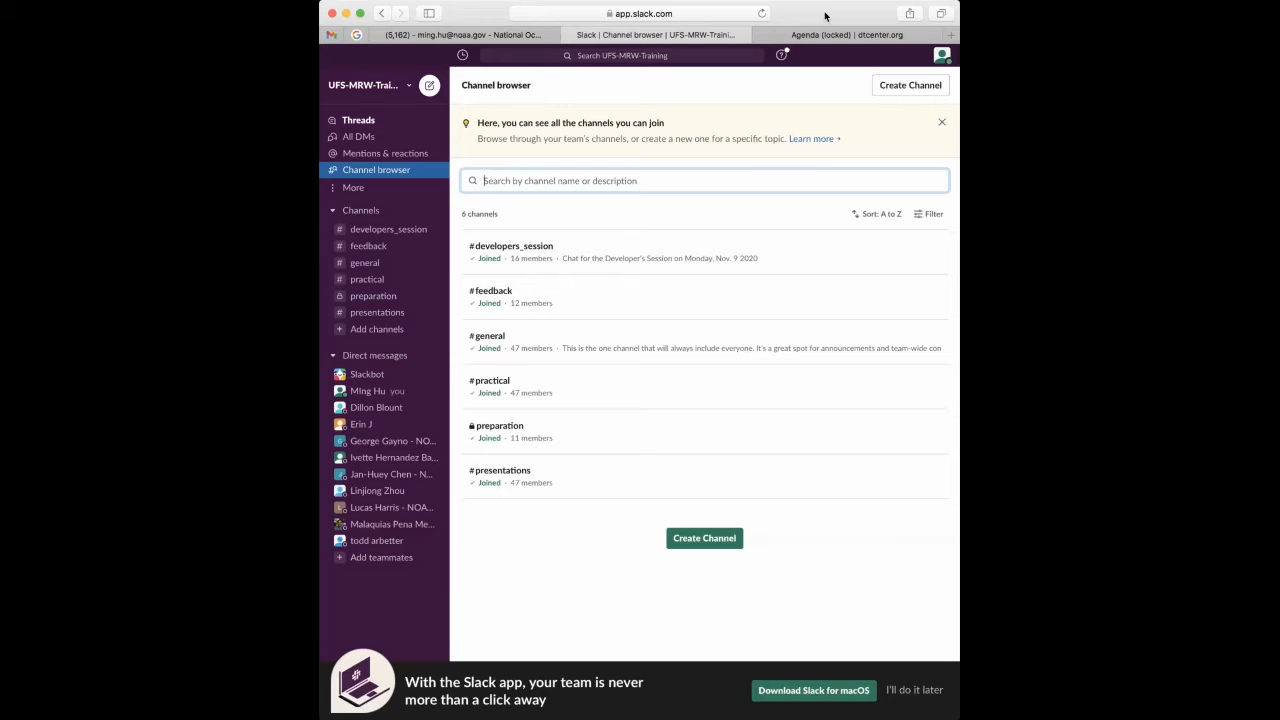 app.slack.com
(5,162) - ming.hu@noaa.gov - National Oc...
Slack | Channel browser | UFS-MRW-Traini...
Agenda (locked) | dtcenter.org
Search UFS-MRW-Training
UFS-MRW-Trai...
Channel browser
Create Channel
Threads
All DMs
Mentions & reactions
Channel browser
More
Channels
developers_session
feedback
general
practical
preparation
presentations
Add channels
Direct messages
Slackbot
Ming Hu you
Dillon Blount
Erin J
George Gayno - NO...
Ivette Hernandez Ba...
Jan-Huey Chen - N...
Linjiong Zhou
Lucas Harris - NOA...
Malaquias Pena Me...
todd arbetter
Add teammates
Here, you can see all the channels you can join
Browse through your team's channels, or create a new one for a specific topic. Learn more
Search by channel name or description
6 channels
Sort: A to Z
Filter
#developers_session
Joined · 16 members · Chat for the Developer's Session on Monday, Nov. 9 2020
#feedback
Joined · 12 members
#general
Joined · 47 members · This is the one channel that will always include everyone. It's a great spot for announcements and team-wide con
#practical
Joined · 47 members
preparation
Joined · 11 members
#presentations
Joined · 47 members
Create Channel
With the Slack app, your team is never
more than a click away
Download Slack for macOS
I'll do it later